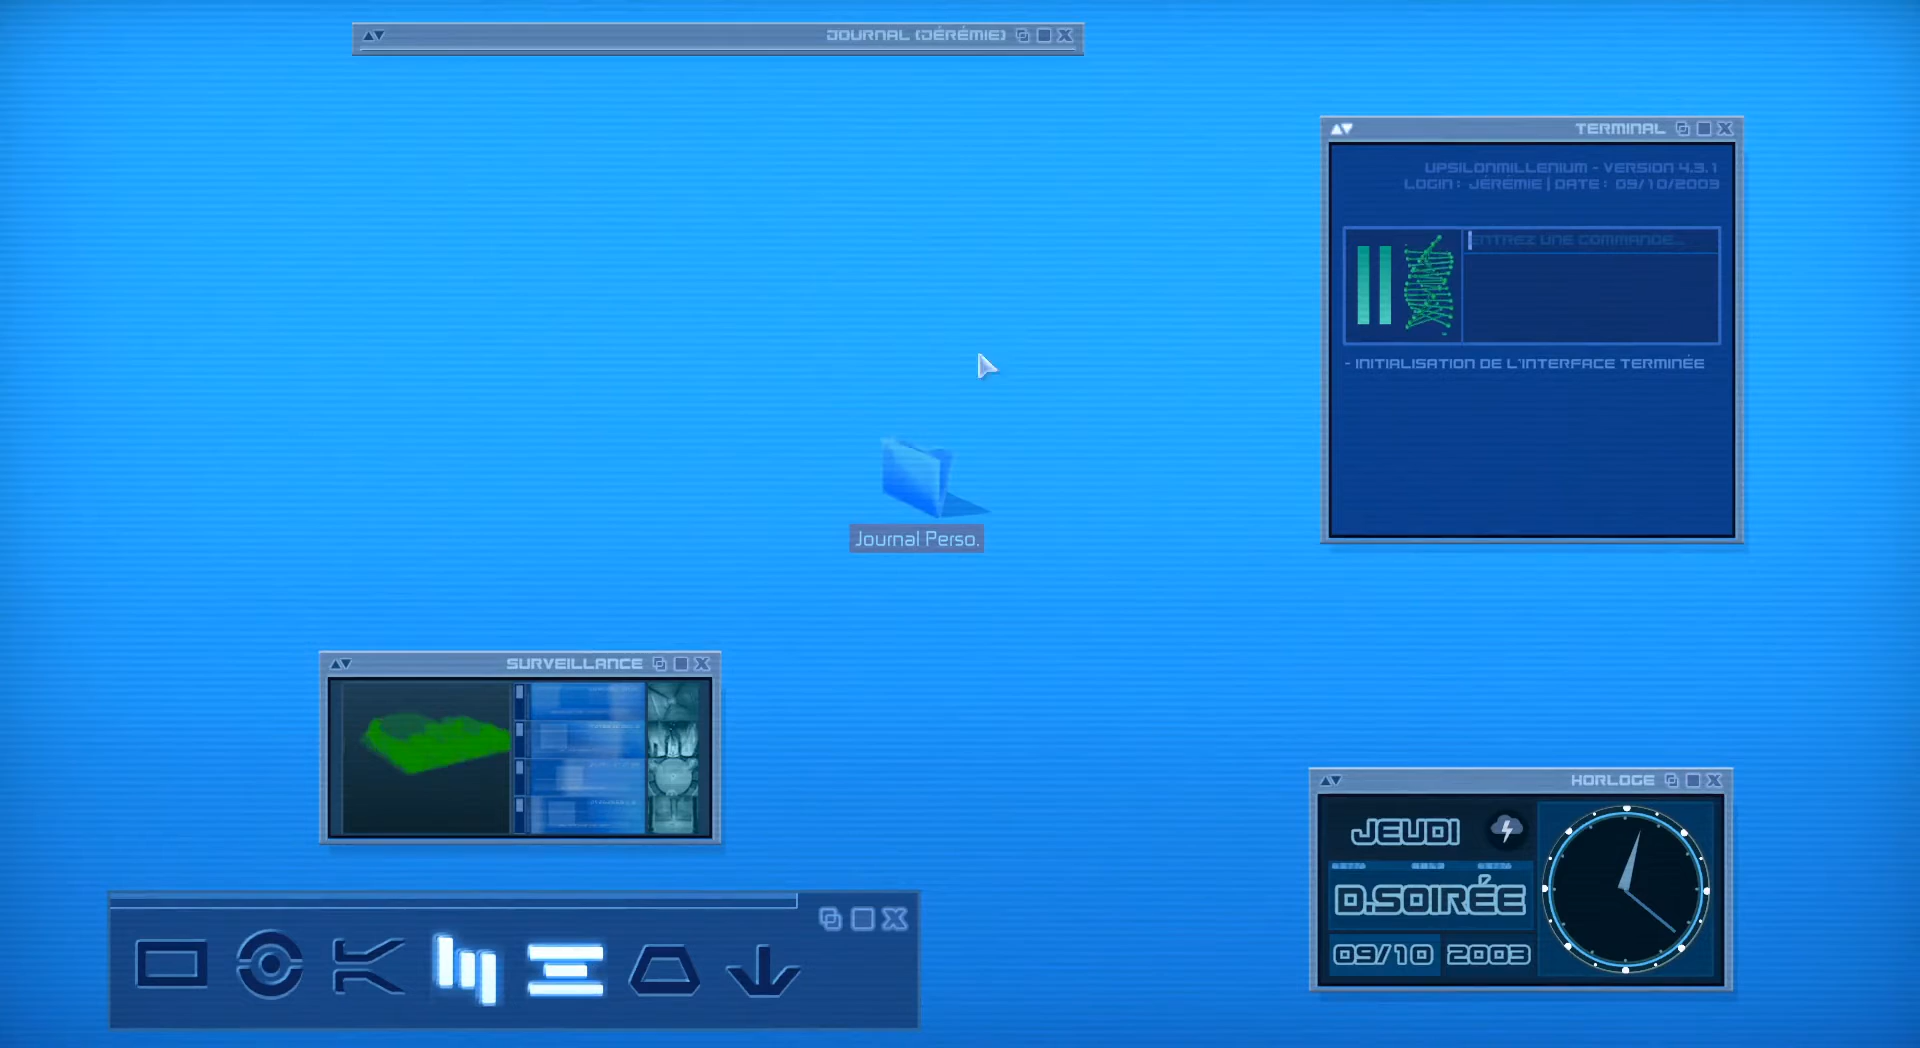 JOURNAL (JÉRÉMIE)
TERMINAL
UPSILONMILLENIUM - VERSION 4.3.1
LOGIN : JÉRÉMIE | DATE : 09/10/2003
ENTREZ UNE COMMANDE...
- INITIALISATION DE L'INTERFACE TERMINÉE
Journal Perso.
SURVEILLANCE
HORLOGE
JEUDI
D.SOIRÉE
09/10 2003